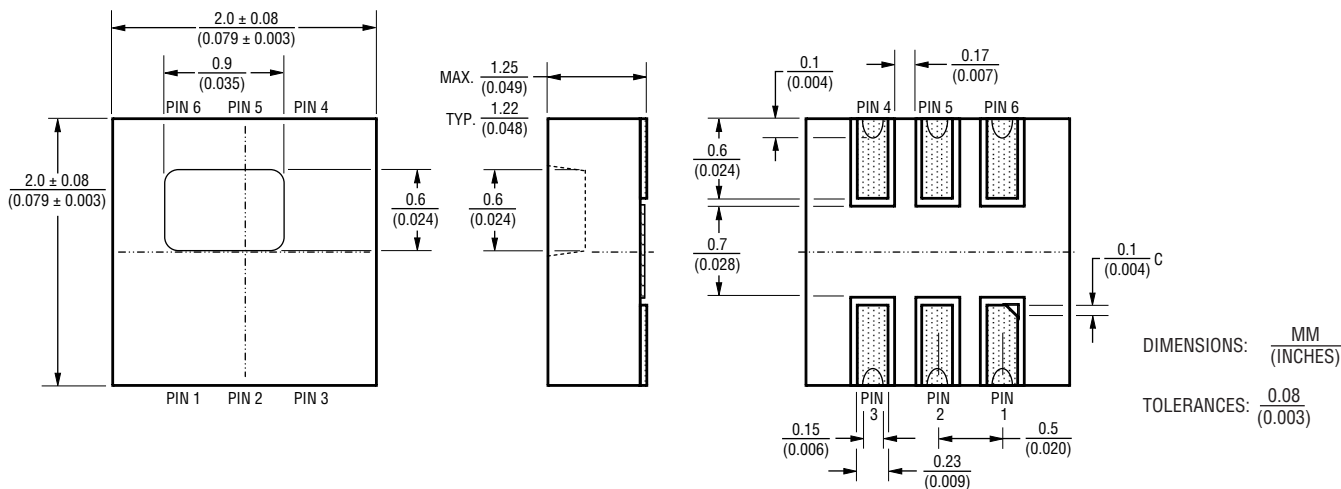 2.0 ± 0.08
(0.079 ± 0.003)
0.9
(0.035)
PIN 6 PIN 5 PIN 4
2.0 ± 0.08
(0.079 ± 0.003)
0.6
(0.024)
PIN 1 PIN 2 PIN 3
MAX. 1.25
(0.049)
TYP. 1.22
(0.048)
0.6
(0.024)
0.1
(0.004)
0.17
(0.007)
PIN 4 PIN 5 PIN 6
0.6
(0.024)
0.7
(0.028)
0.1
(0.004) C
PIN
3
PIN
2
PIN
1
0.15
(0.006)
0.5
(0.020)
0.23
(0.009)
DIMENSIONS: MM
(INCHES)
TOLERANCES: 0.08
(0.003)